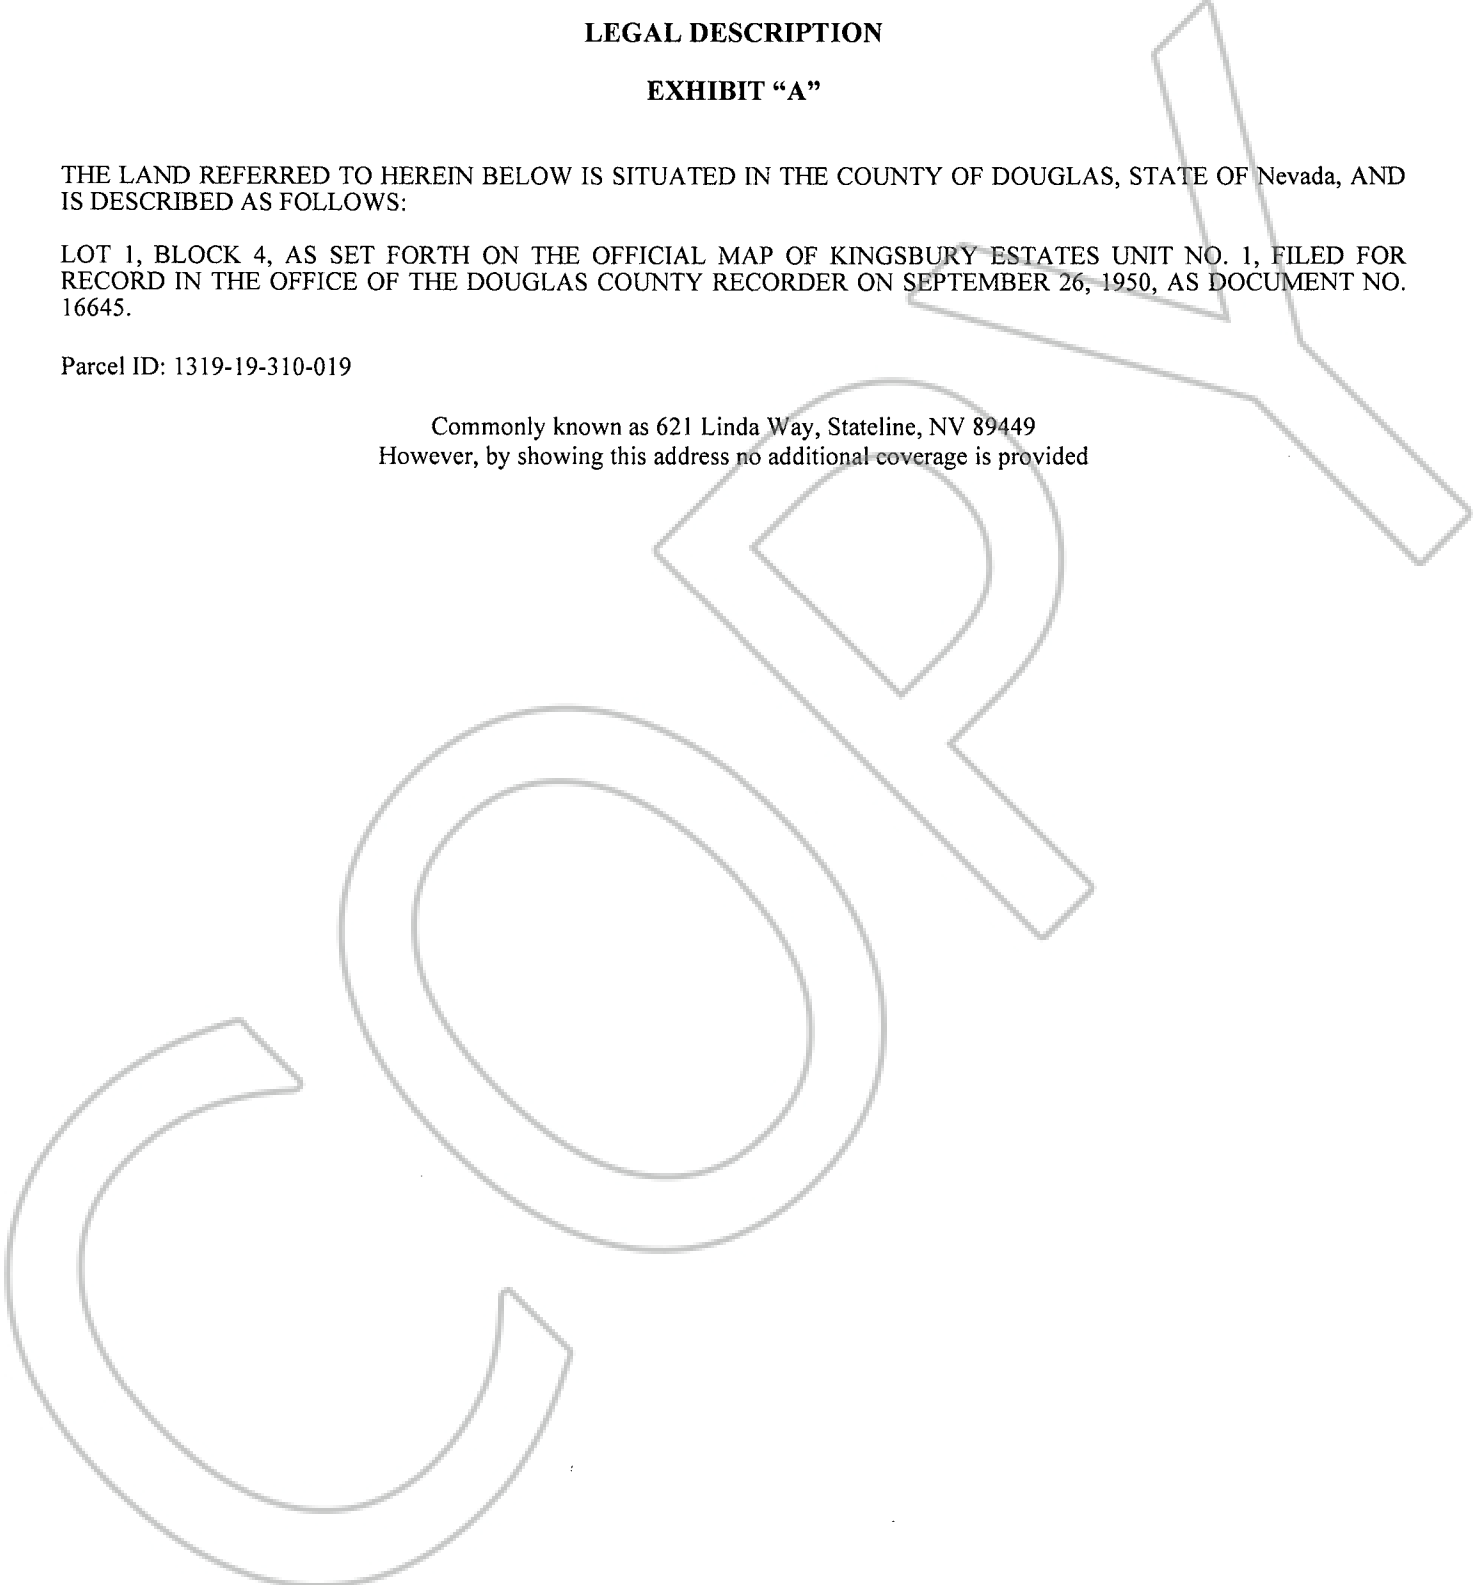 LEGAL DESCRIPTION
EXHIBIT “A”
THE LAND REFERRED TO HEREIN BELOW IS SITUATED IN THE COUNTY OF DOUGLAS, STATE OF Nevada, AND
IS DESCRIBED AS FOLLOWS:
LOT 1, BLOCK 4, AS SET FORTH ON THE OFFICIAL MAP OF KINGSBURY ESTATES UNIT NO. 1, FILED FOR
RECORD IN THE OFFICE OF THE DOUGLAS COUNTY RECORDER ON SEPTEMBER 26, 1950, AS DOCUMENT NO.
16645.
Parcel ID: 1319-19-310-019
Commonly known as 621 Linda Way, Stateline, NV 89449
However, by showing this address no additional coverage is provided
COPY